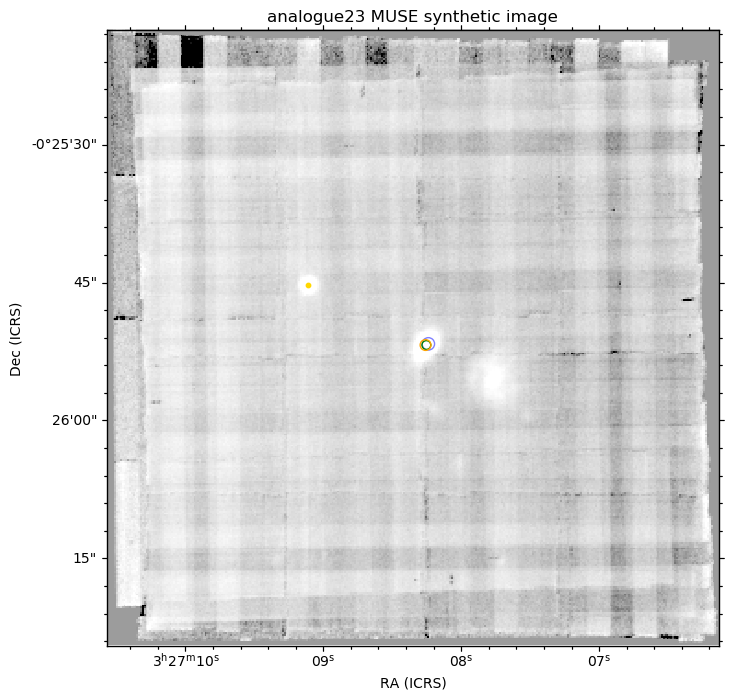 analogue23 MUSE synthetic image
-0°25'30"
45"
26'00"
15"
Dec (ICRS)
3ʰ27ᵐ10ˢ
09ˢ
08ˢ
07ˢ
RA (ICRS)